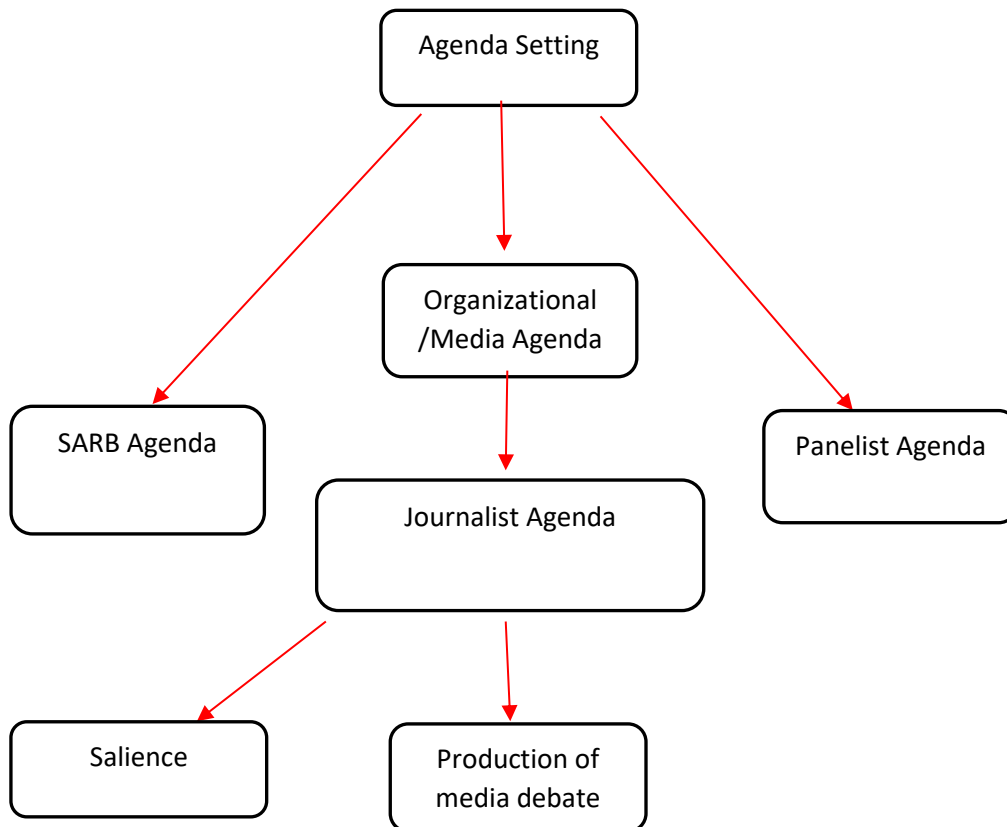 Agenda Setting
Organizational
/Media Agenda
SARB Agenda
Panelist Agenda
Journalist Agenda
Salience
Production of
media debate